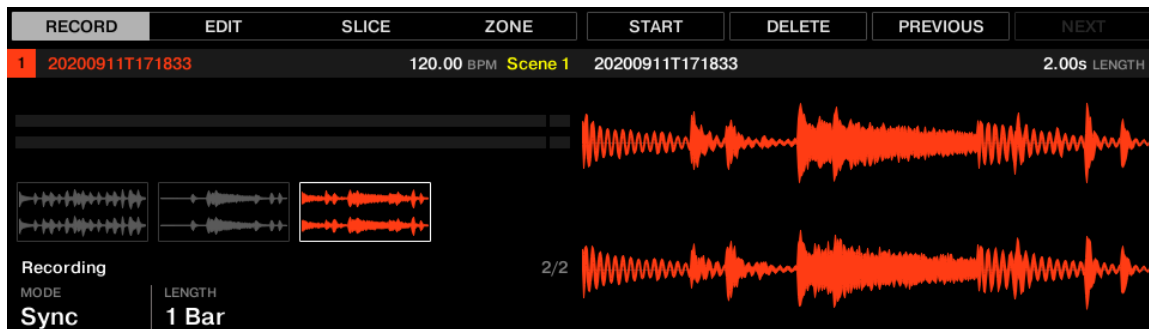 RECORD EDIT SLICE ZONE START DELETE PREVIOUS NEXT
1 20200911T171833 120.00 BPM Scene 1 20200911T171833 2.00s LENGTH
Recording 2/2
MODE LENGTH
Sync 1 Bar